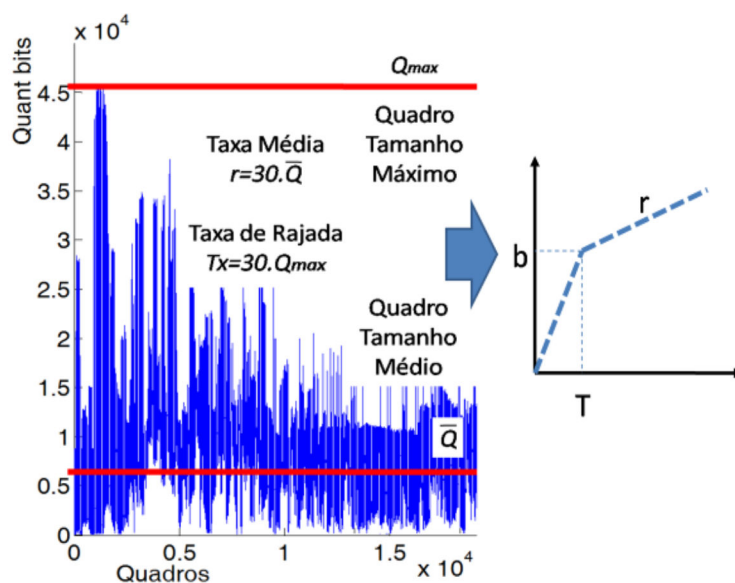 x 10⁴
Quant bits
4.5
4
3.5
3
2.5
2
1.5
1
0.5
0
Qmax
Quadro
Tamanho
Máximo
Taxa Média
r=30.Q̅
Taxa de Rajada
Tx=30.Qmax
Quadro
Tamanho
Médio
Q̅
0
0.5
1
1.5
x 10⁴
Quadros
r
b
T